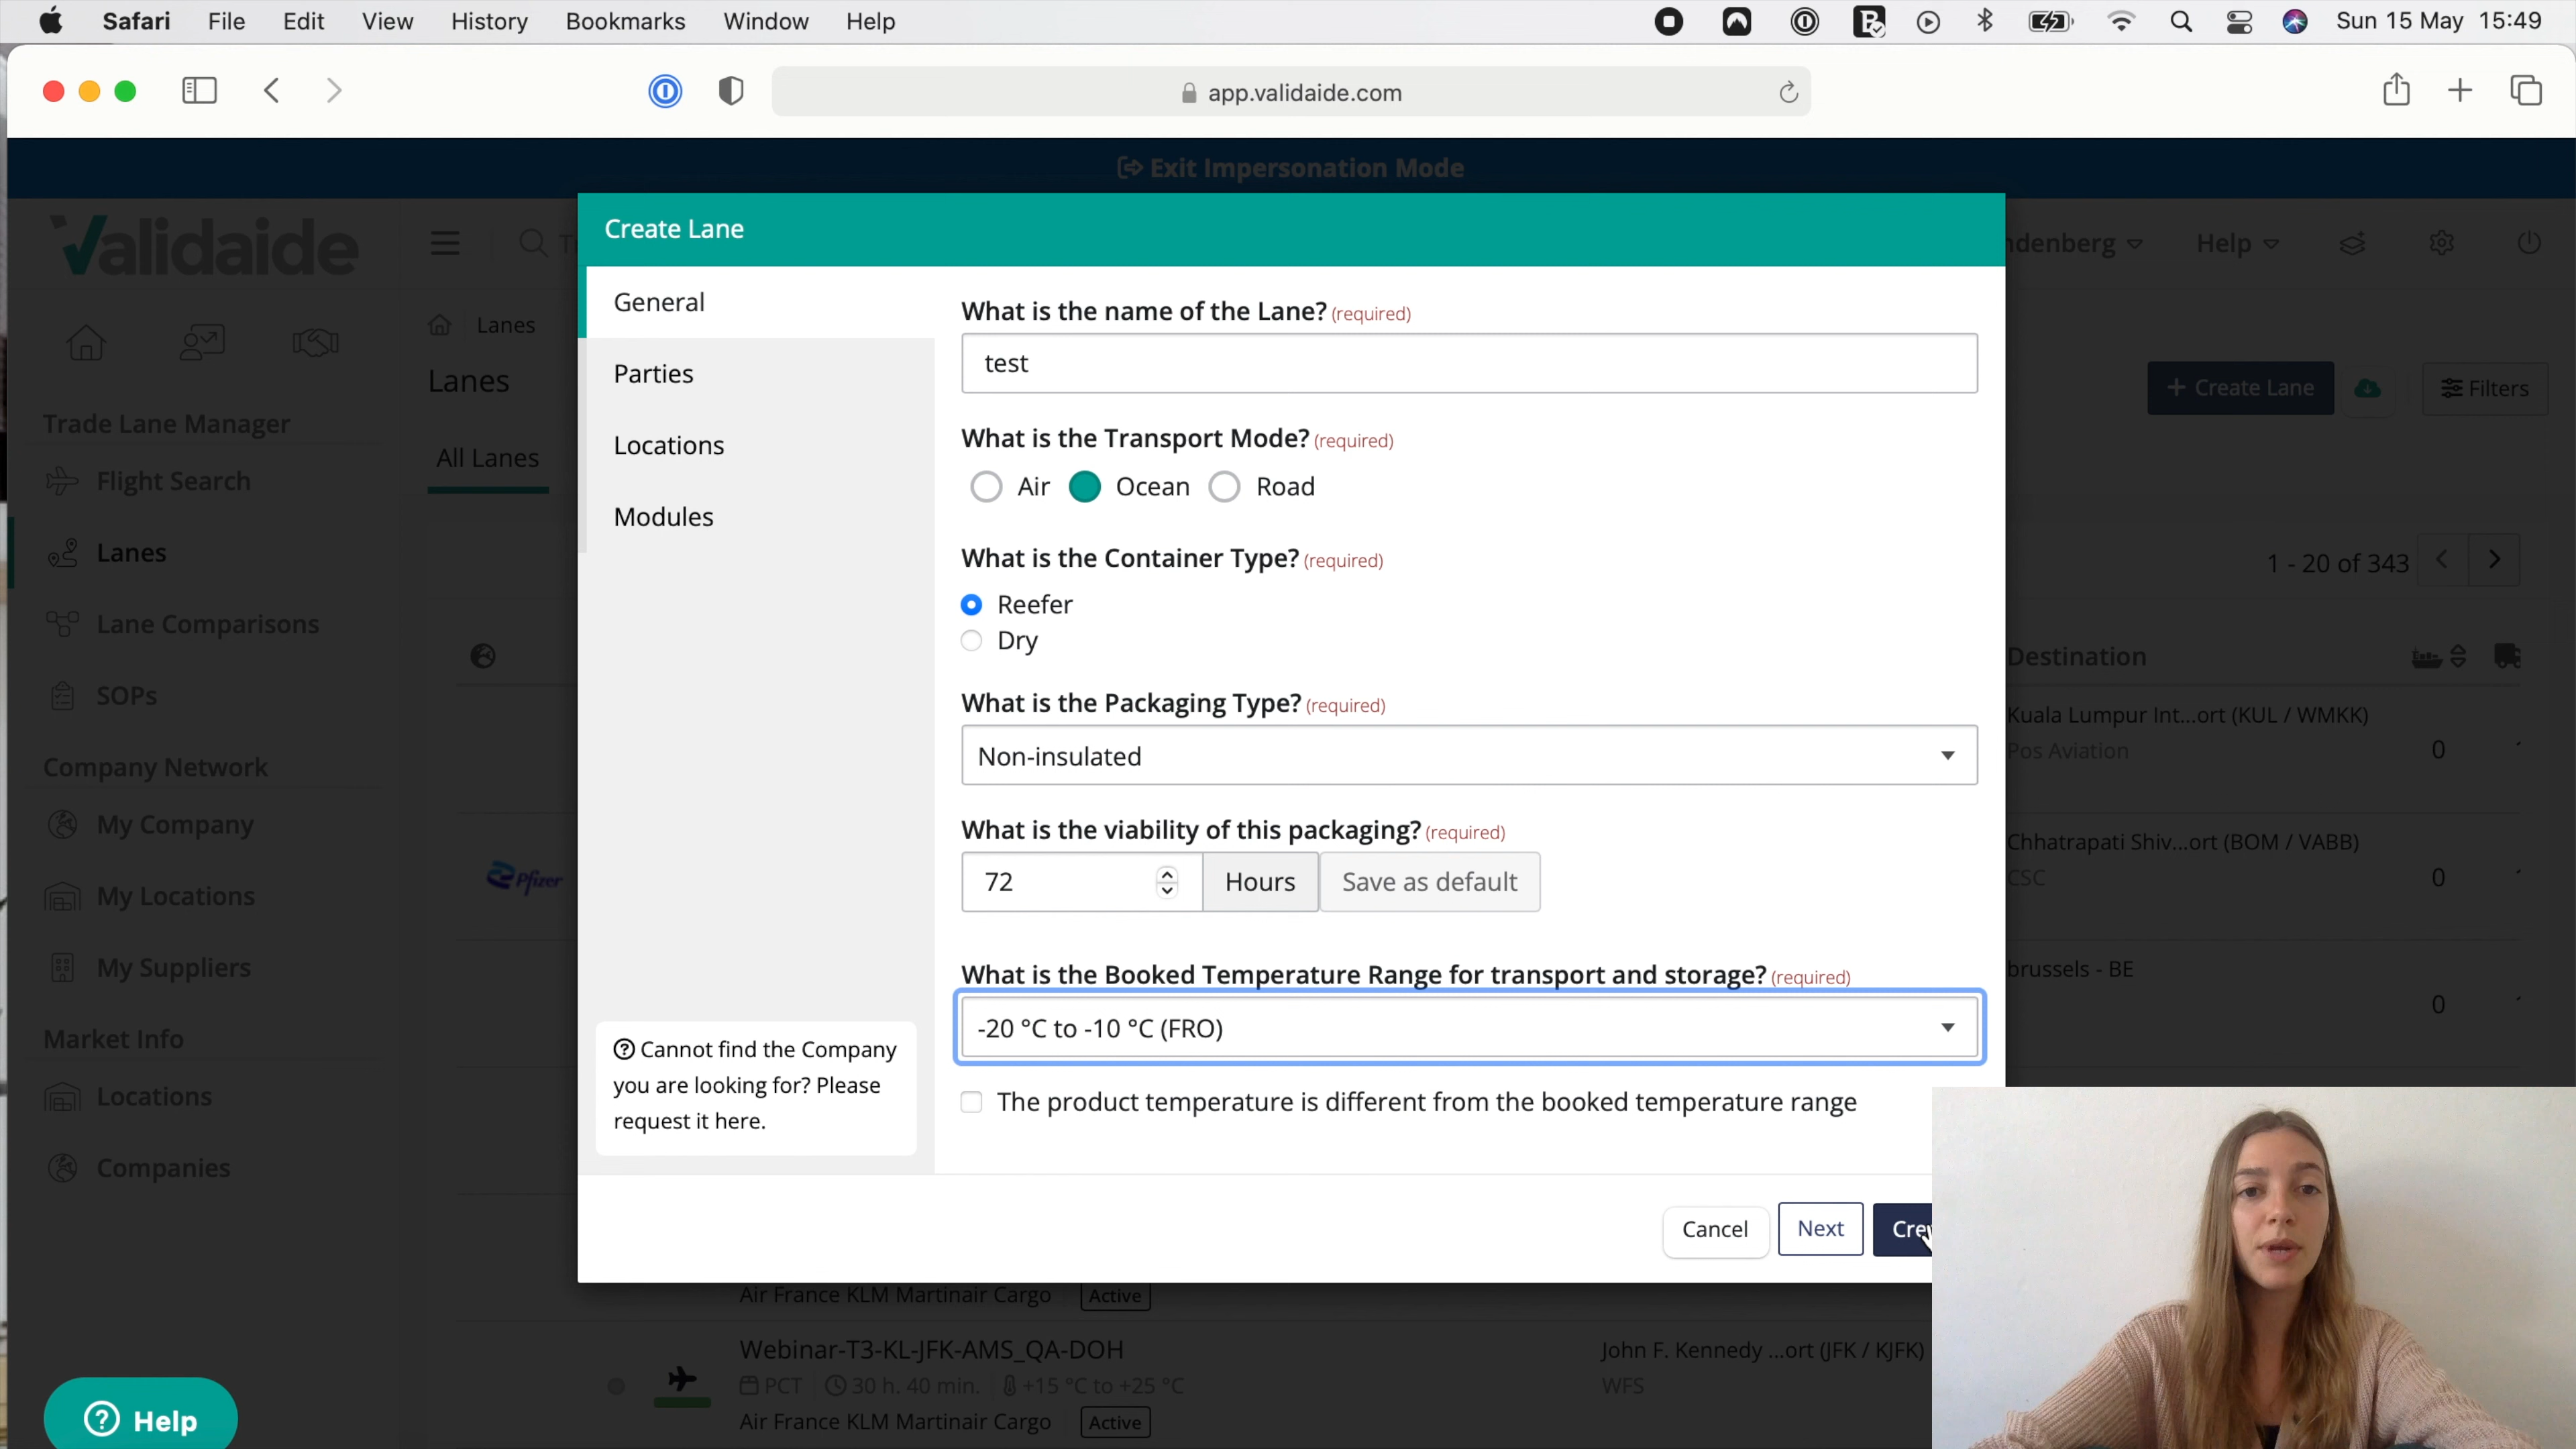 Safari File Edit View History Bookmarks Window Help Sun 15 May 15:49
app.validaide.com
Exit Impersonation Mode
Validaide
ndenberg Help
Create Lane
General
Parties
Locations
Modules
Cannot find the Company
you are looking for? Please
request it here.
What is the name of the Lane? (required)
test
What is the Transport Mode? (required)
Air Ocean Road
What is the Container Type? (required)
Reefer
Dry
What is the Packaging Type? (required)
Non-insulated
What is the viability of this packaging? (required)
72 Hours Save as default
What is the Booked Temperature Range for transport and storage? (required)
-20 °C to -10 °C (FRO)
The product temperature is different from the booked temperature range
Cancel Next
Lanes
Lanes
All Lanes
Trade Lane Manager
Flight Search
Lanes
Lane Comparisons
SOPs
Company Network
My Company
My Locations
My Suppliers
Market Info
Locations
Companies
Help
+ Create Lane Filters
1 - 20 of 343
Destination
Kuala Lumpur Int...ort (KUL / WMKK)
Pos Aviation
0
Chhatrapati Shiv...ort (BOM / VABB)
CSC
0
Pfizer
brussels - BE
0
Air France KLM Martinair Cargo Active
Webinar-T3-KL-JFK-AMS_QA-DOH
PCT 30 h. 40 min. +15 °C to +25 °C
Air France KLM Martinair Cargo Active
John F. Kennedy ...ort (JFK / KJFK)
WFS